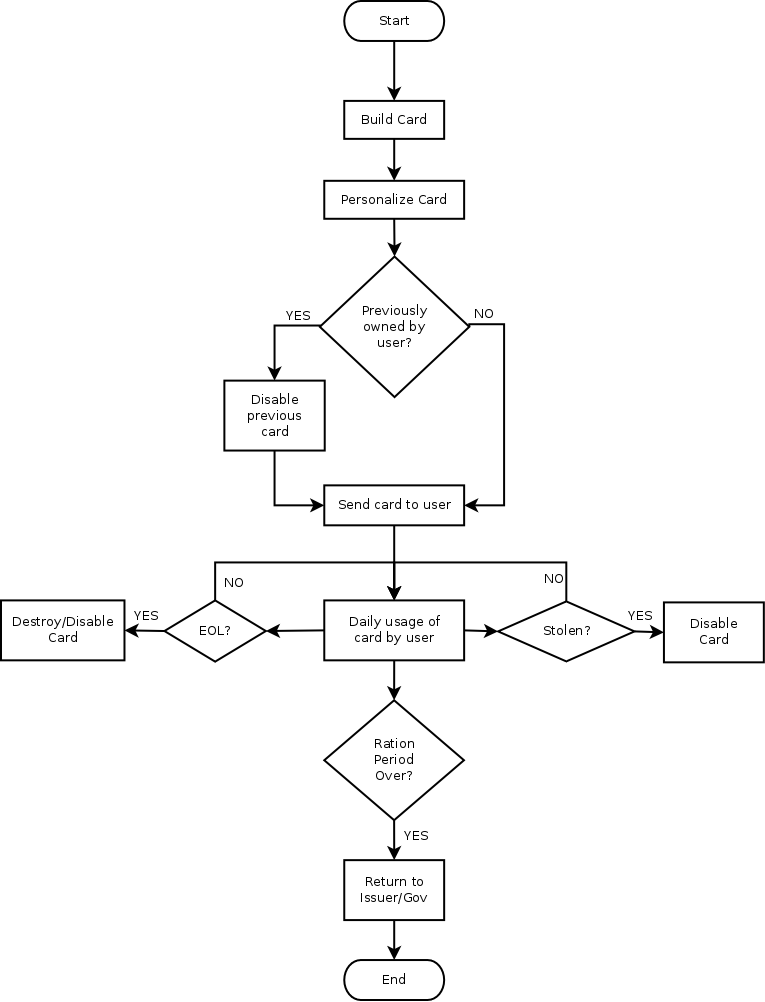 Start
Build Card
Personalize Card
Previously
owned by
user?
YES
NO
Disable
previous
card
Send card to user
NO
NO
Destroy/Disable
Card
YES
EOL?
Daily usage of
card by user
Stolen?
YES
Disable
Card
Ration
Period
Over?
YES
Return to
Issuer/Gov
End